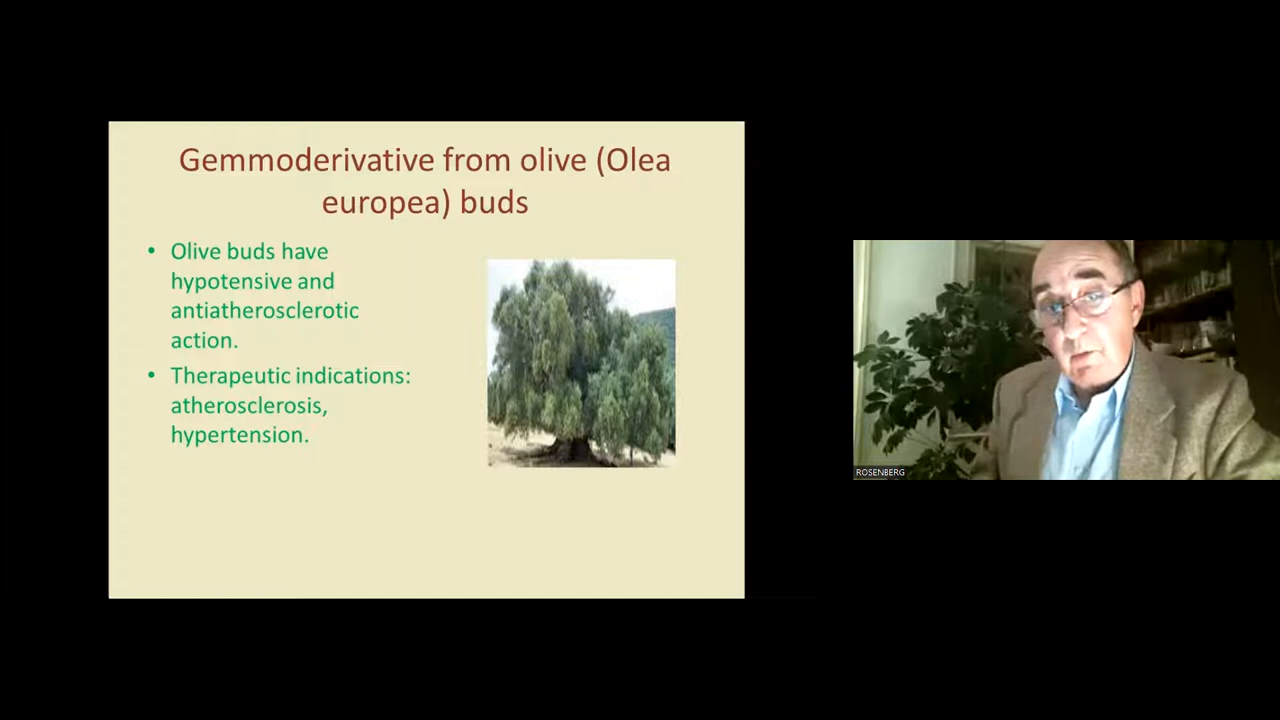 Gemmoderivative from olive (Olea
europea) buds
• Olive buds have
hypotensive and
antiatherosclerotic
action.
• Therapeutic indications:
atherosclerosis,
hypertension.
ROSENBERG